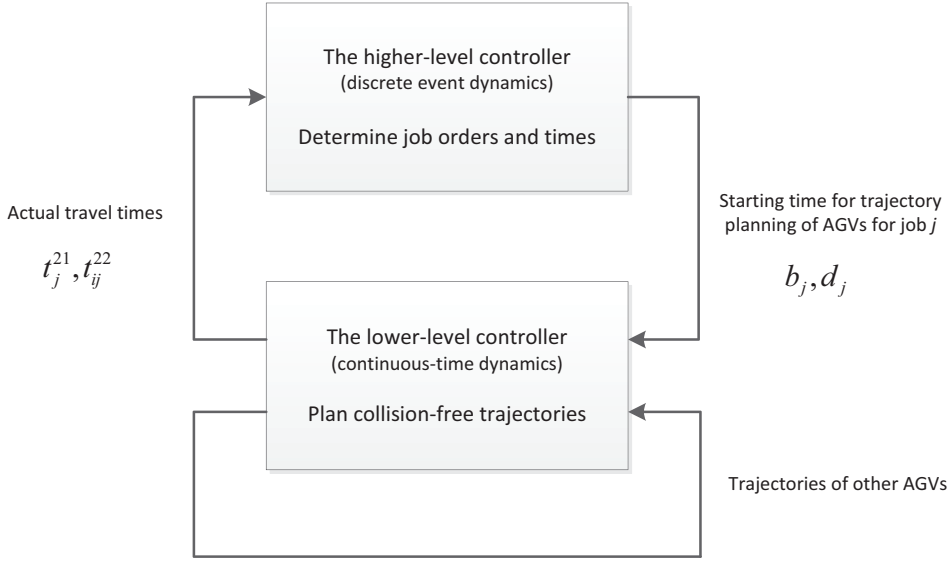 The higher-level controller
(discrete event dynamics)
Determine job orders and times
Actual travel times
t_j^{21}, t_{ij}^{22}
Starting time for trajectory
planning of AGVs for job j
b_j, d_j
The lower-level controller
(continuous-time dynamics)
Plan collision-free trajectories
Trajectories of other AGVs